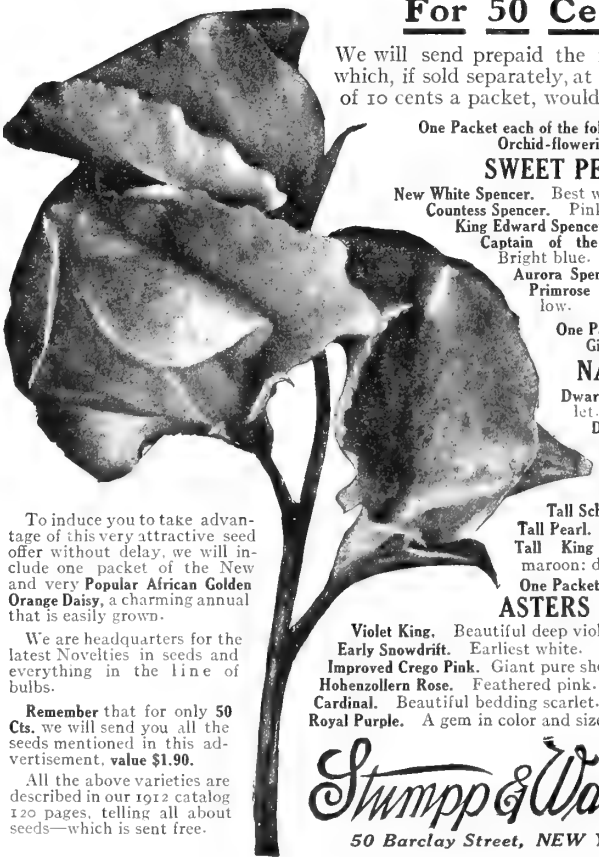 For 50 Ce
We will send prepaid the
which, if sold separately, at
of 10 cents a packet, would
One Packet each of the fol
Orchid-floweri
SWEET PE
New White Spencer. Best w
Countess Spencer. Pin
King Edward Spence
Captain of the
Bright blue.
Aurora Spen
Primrose
low.
One P
Gi
NA
Dwar
let.
D
Tall Sch
Tall Pearl.
Tall King
maroon: d
One Packet
ASTERS
Violet King. Beautiful deep viol
Early Snowdrift. Earliest white.
Improved Crego Pink. Giant pure she
Hohenzollern Rose. Feathered pink.
Cardinal. Beautiful bedding scarlet.
Royal Purple. A gem in color and size
To induce you to take advan-
tage of this very attractive seed
offer without delay, we will in-
clude one packet of the New
and very Popular African Golden
Orange Daisy, a charming annual
that is easily grown.
We are headquarters for the
latest Novelties in seeds and
everything in the line of
bulbs.
Remember that for only 50
Cts. we will send you all the
seeds mentioned in this ad-
vertisement, value $1.90.
All the above varieties are
described in our 1912 catalog
120 pages, telling all about
seeds—which is sent free.
Stumpp & Wa
50 Barclay Street, NEW Y